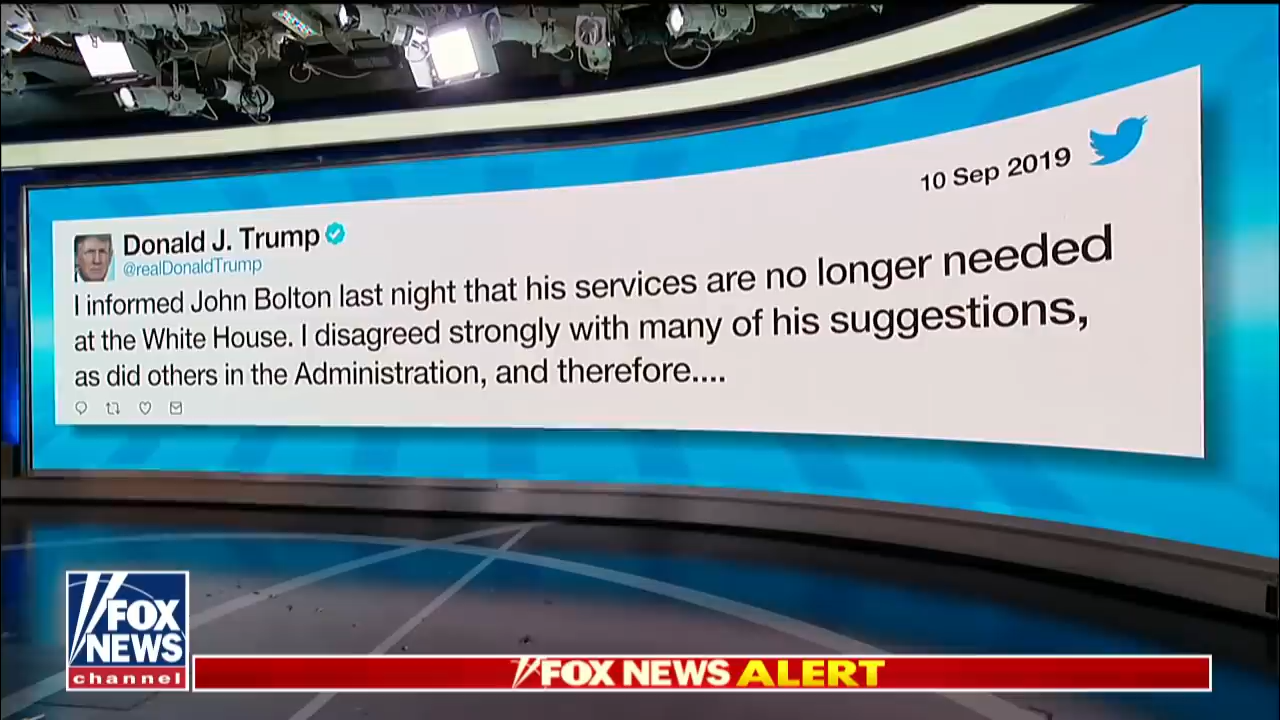 10 Sep 2019
Donald J. Trump
@realDonaldTrump
I informed John Bolton last night that his services are no longer needed
at the White House. I disagreed strongly with many of his suggestions,
as did others in the Administration, and therefore....
FOX
NEWS
channel
FOX NEWS ALERT